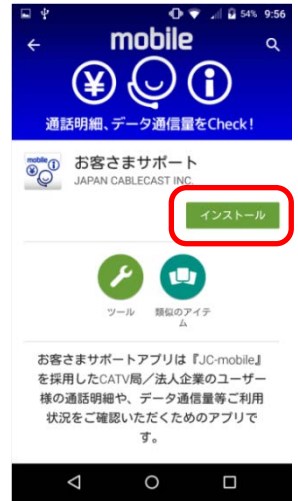 54% 9:56
mobile
¥ i
通話明細、データ通信量をCheck!
mobile i
¥
お客さまサポート
JAPAN CABLECAST INC.
インストール
ツール
類似のアイテ
ム
お客さまサポートアプリは『JC-mobile』
を採用したCATV局／法人企業のユーザー
様の通話明細や、データ通信量等ご利用
状況をご確認いただくためのアプリで
す。